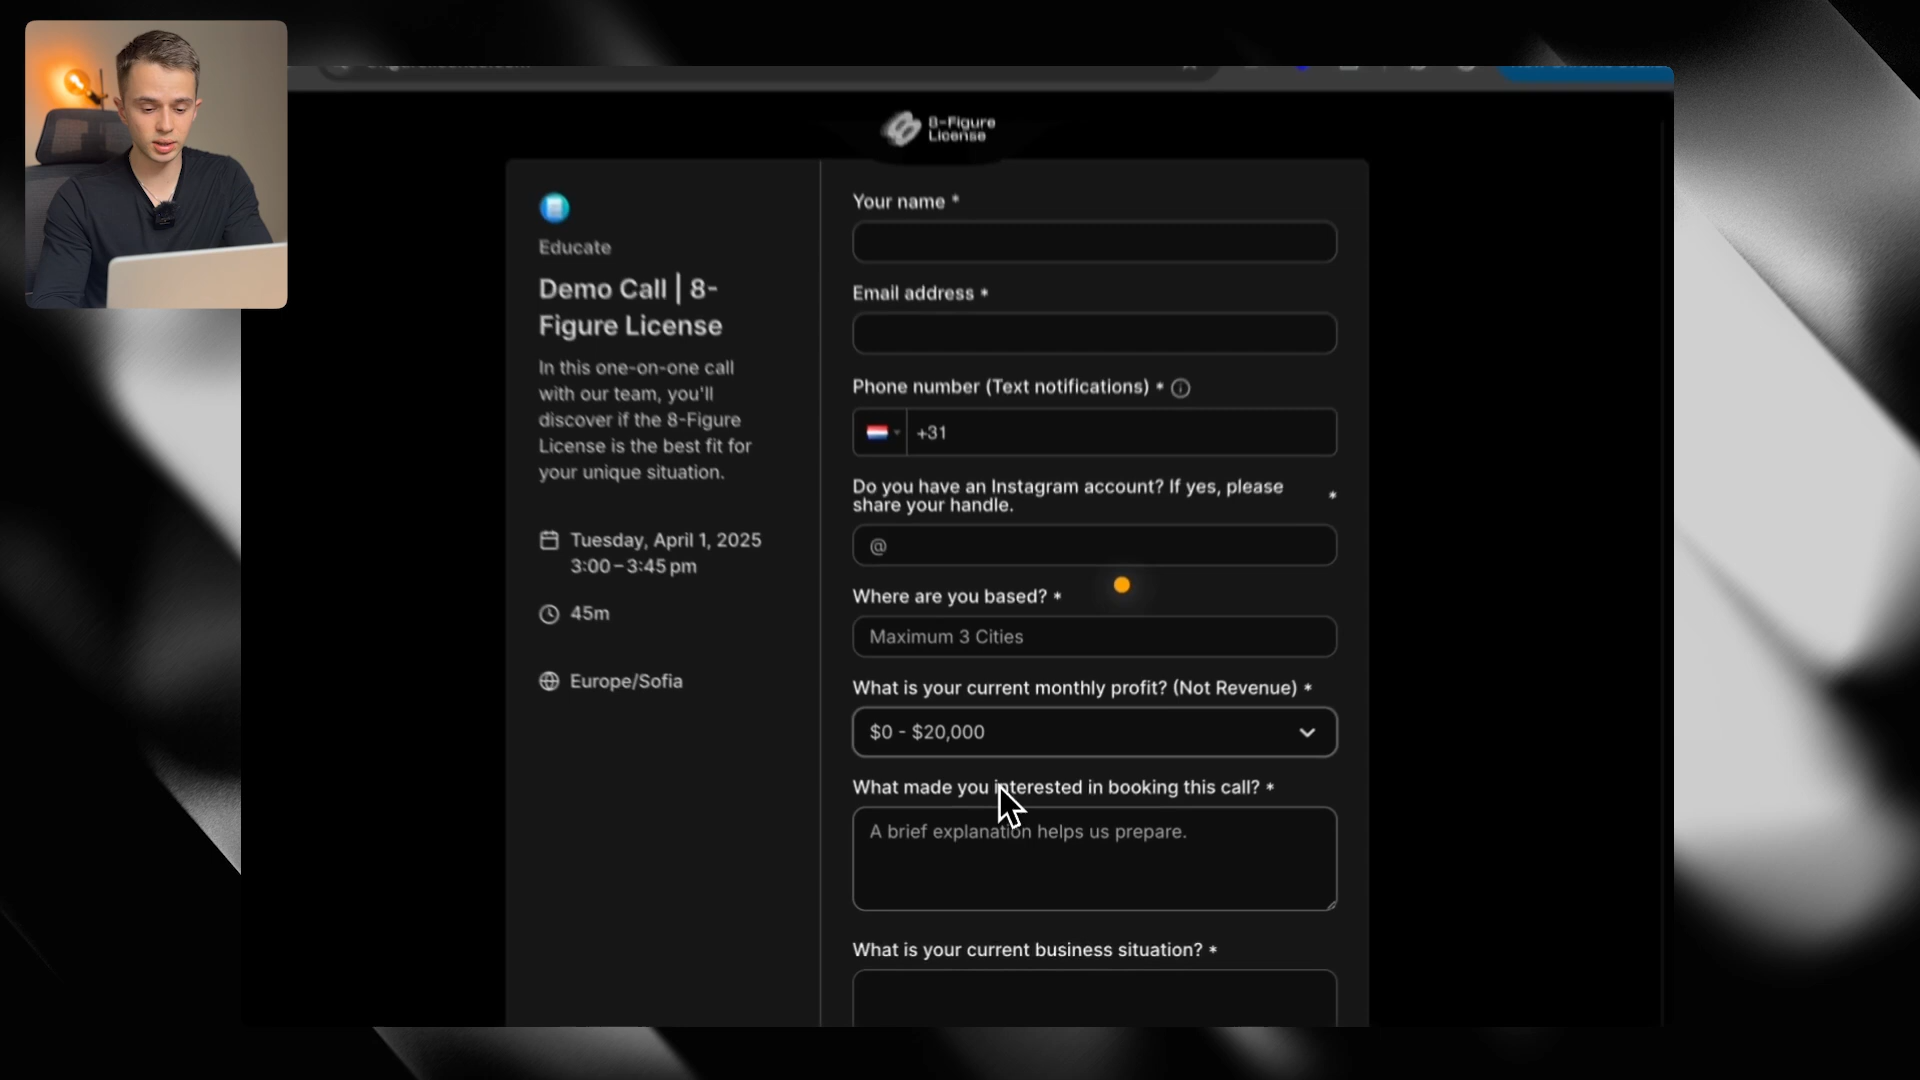 8-Figure
License
Educate
Demo Call | 8-
Figure License
In this one-on-one call
with our team, you'll
discover if the 8-Figure
License is the best fit for
your unique situation.
Tuesday, April 1, 2025
3:00 – 3:45 pm
45m
Europe/Sofia
Your name *
Email address *
Phone number (Text notifications) *
+31
Do you have an Instagram account? If yes, please
share your handle. *
@
Where are you based? *
Maximum 3 Cities
What is your current monthly profit? (Not Revenue) *
$0 - $20,000
What made you interested in booking this call? *
A brief explanation helps us prepare.
What is your current business situation? *